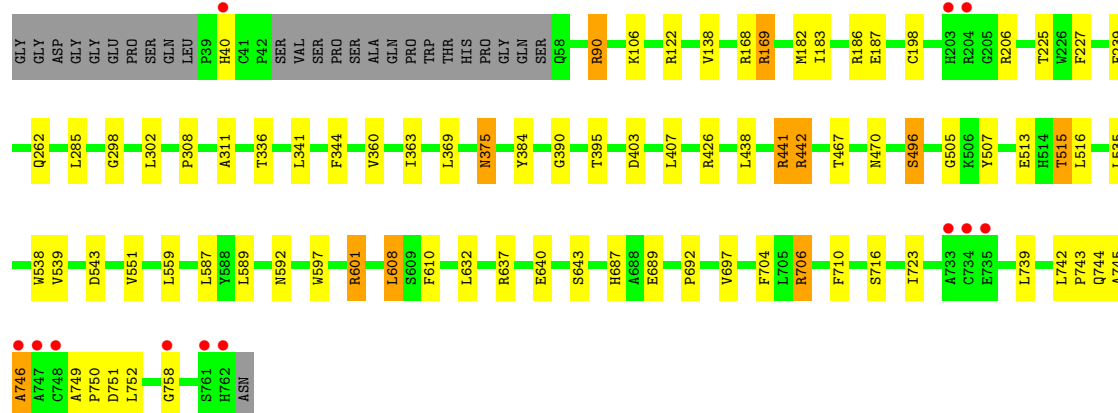 GLY GLY ASP GLY GLY GLU PRO SER GLN LEU P39 H40 C41 P42 SER VAL SER PRO SER ALA GLN PRO TRP THR HIS PRO GLY GLN SER Q58 R90 K106 R122 V138 R168 R169 M182 I183 R186 E187 C198 H203 R204 G205 R206 T225 W226 F227
Q262 L285 G298 L302 P308 A311 T336 L341 F344 V360 I363 L369 N375 Y384 G390 T395 D403 L407 R426 L438 R441 R442 T467 N470 S496 G505 K506 Y507 E513 H514 T515 L516 L535
W538 V539 D543 V551 L559 L587 Y588 L589 N592 W597 R601 L608 S609 F610 L632 R637 E640 S643 H687 A688 E689 P692 V697 F704 L705 R706 F710 S716 I723 A733 C734 E735 L739 L742 P743 Q744
A746 A747 C748 A749 P750 D751 L752 G758 S761 H762 ASN